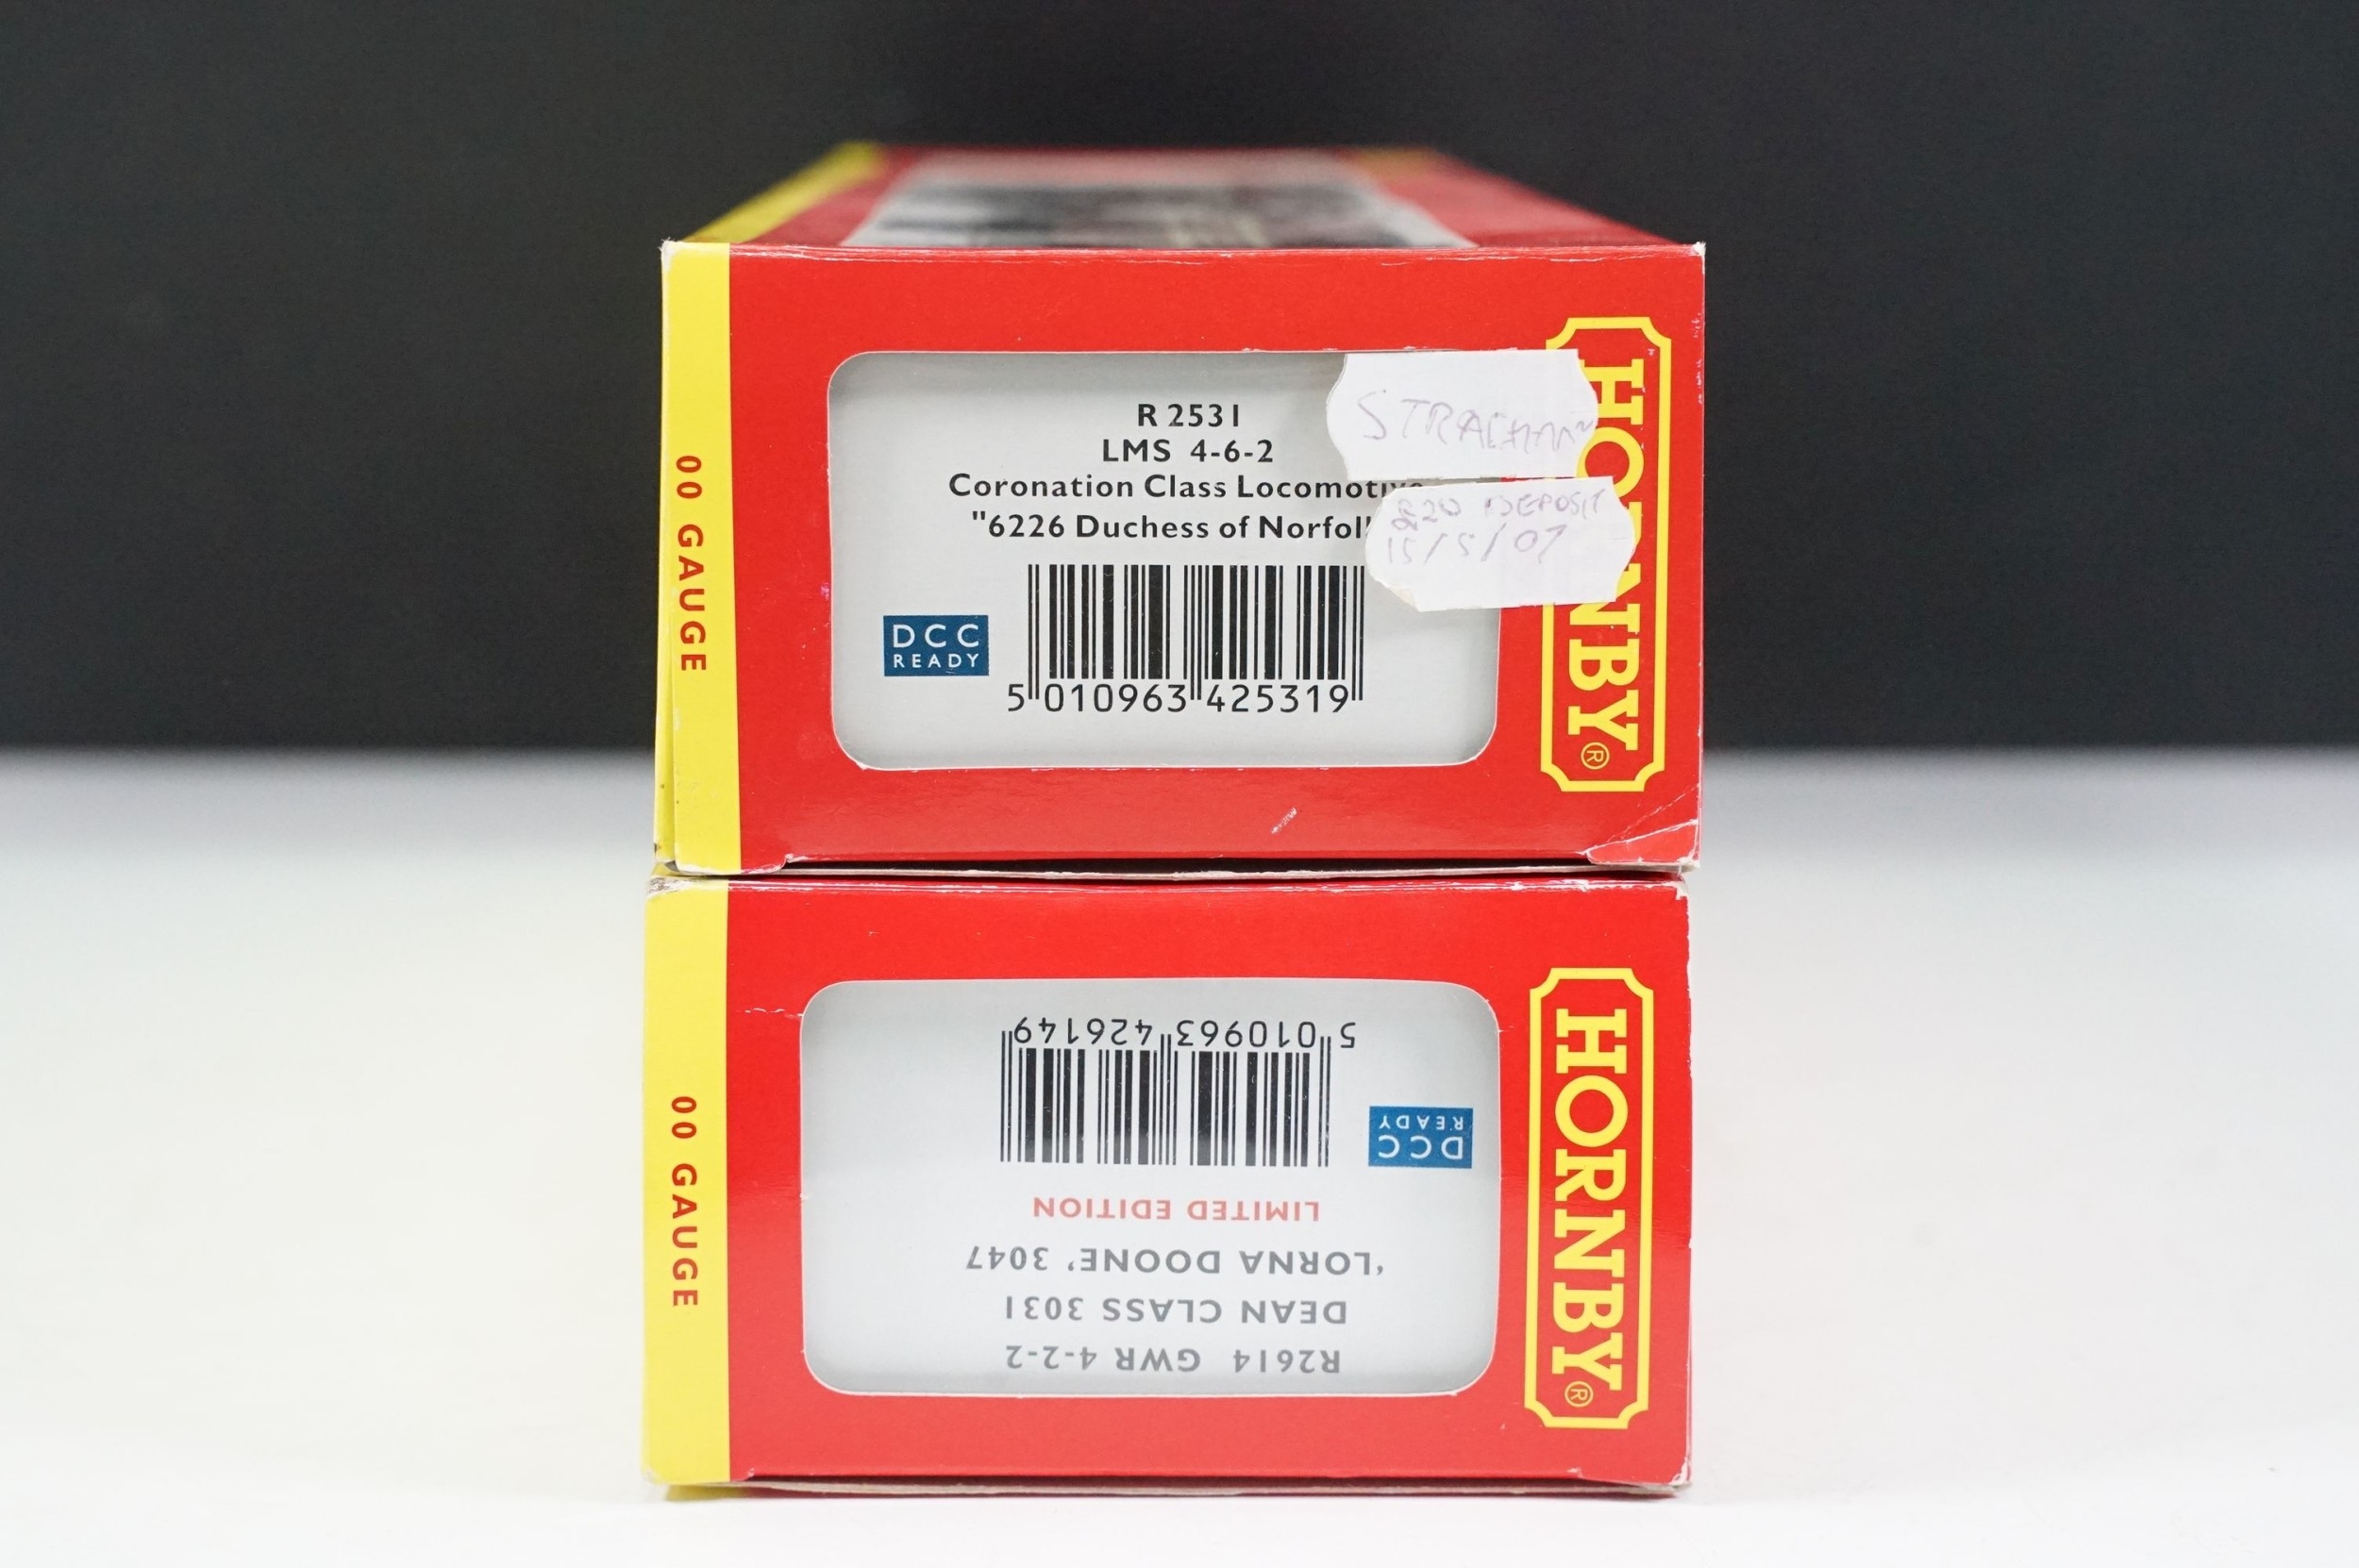 00 GAUGE
R 2531
LMS 4-6-2
Coronation Class Locomotive
"6226 Duchess of Norfol
DCC
READY
5 010963 425319
STRACHAN
£20 DEPOSIT
15/5/07
HORNBY®
00 GAUGE
R2614 GWR 4-2-2
DEAN CLASS 3031
'LORNA DOONE' 3047
LIMITED EDITION
DCC
READY
5 010963 426149
HORNBY®